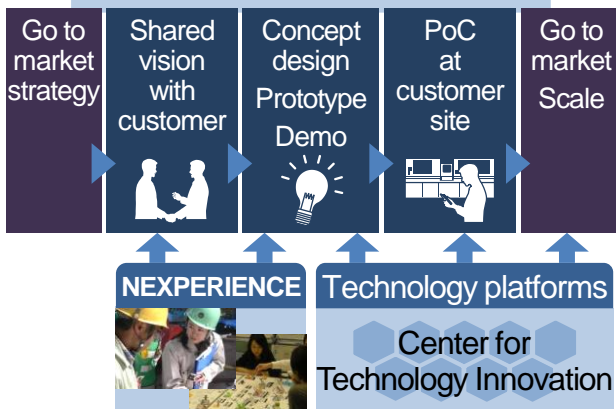 Go to
market
strategy
Shared
vision
with
customer
Concept
design
Prototype
Demo
PoC
at
customer
site
Go to
market
Scale
NEXPERIENCE
Technology platforms
Center for
Technology Innovation